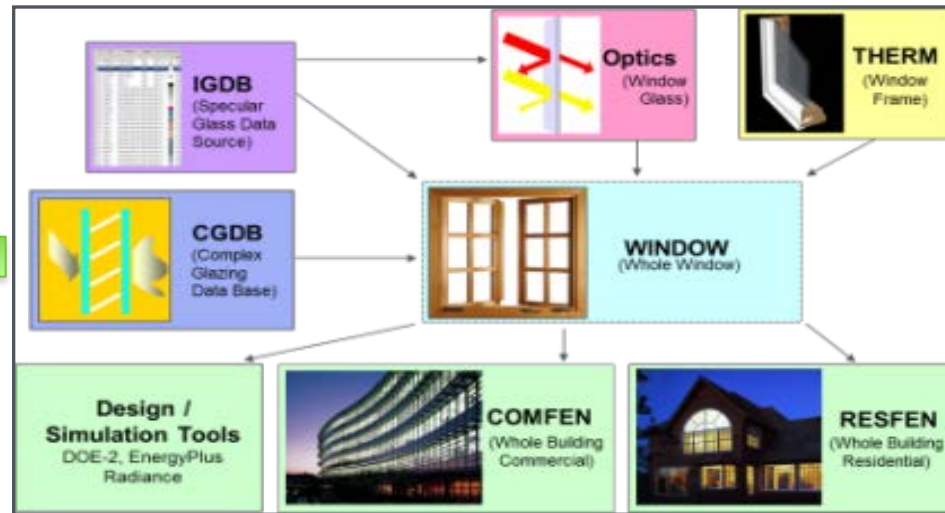 IGDB
(Specular
Glass Data
Source)
Optics
(Window
Glass)
THERM
(Window
Frame)
CGDB
(Complex
Glazing
Data Base)
WINDOW
(Whole Window)
Design /
Simulation Tools
DOE-2, EnergyPlus
Radiance
COMFEN
(Whole Building
Commercial)
RESFEN
(Whole Building
Residential)